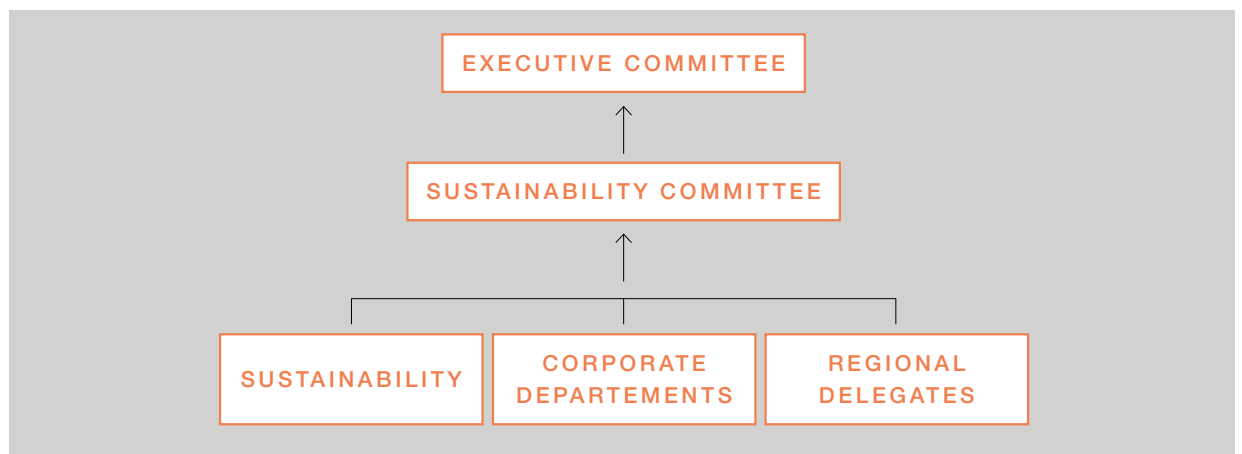 EXECUTIVE COMMITTEE
SUSTAINABILITY COMMITTEE
SUSTAINABILITY
CORPORATE
DEPARTEMENTS
REGIONAL
DELEGATES